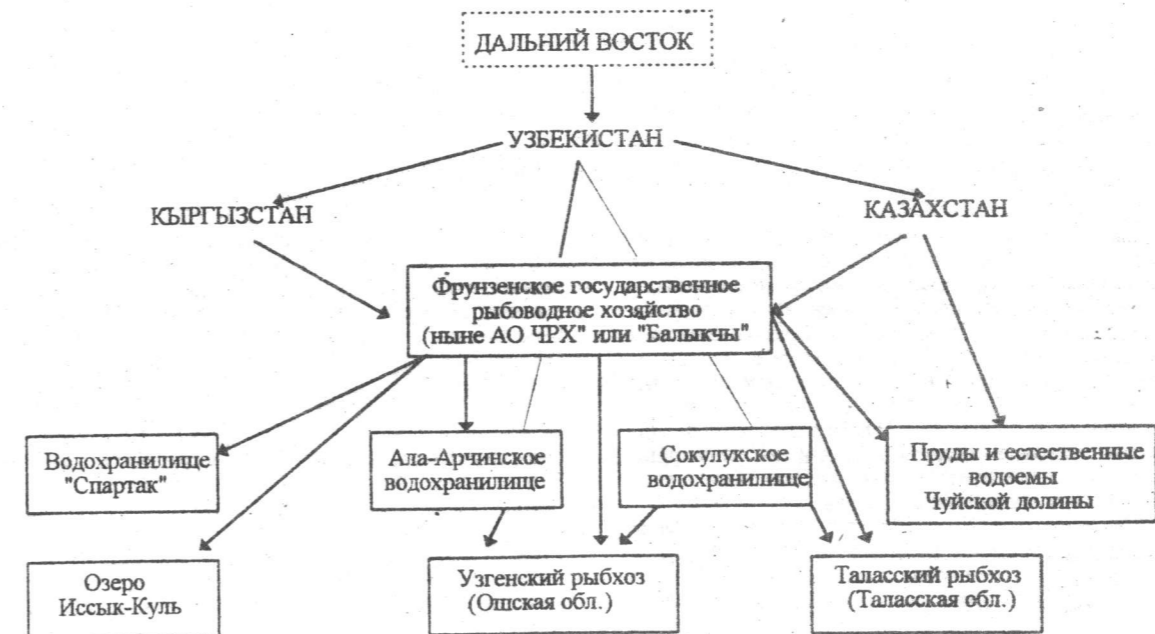 ДАЛЬНИЙ ВОСТОК
УЗБЕКИСТАН
КЫРГЫЗСТАН
КАЗАХСТАН
Фрунзенское государственное
рыбоводное хозяйство
(ныне АО ЧРХ" или "Балыкчы"
Водохранилище
"Спартак"
Ала-Арчинское
водохранилище
Сокулукское
водохранилище
Пруды и естественные
водоемы
Чуйской долины
Озеро
Иссык-Куль
Узгенский рыбхоз
(Ошская обл.)
Таласский рыбхоз
(Таласская обл.)